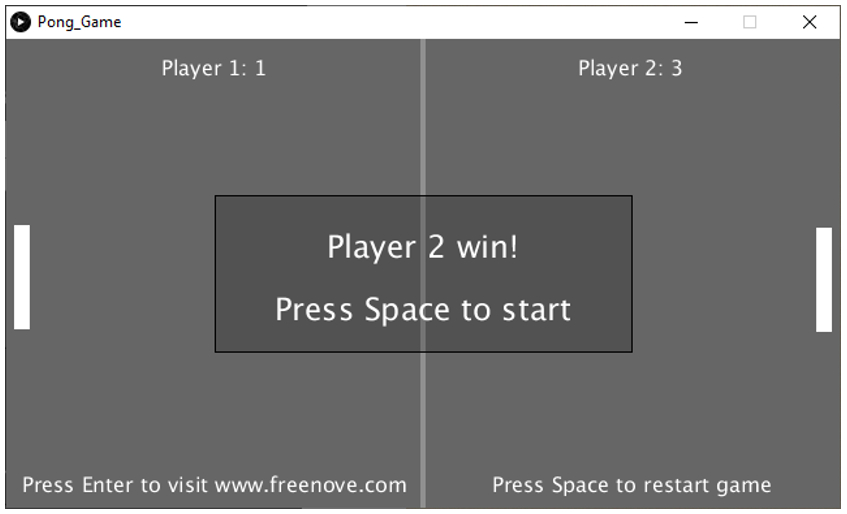 Pong_Game
Player 1: 1
Player 2: 3
Player 2 win!
Press Space to start
Press Enter to visit www.freenove.com
Press Space to restart game